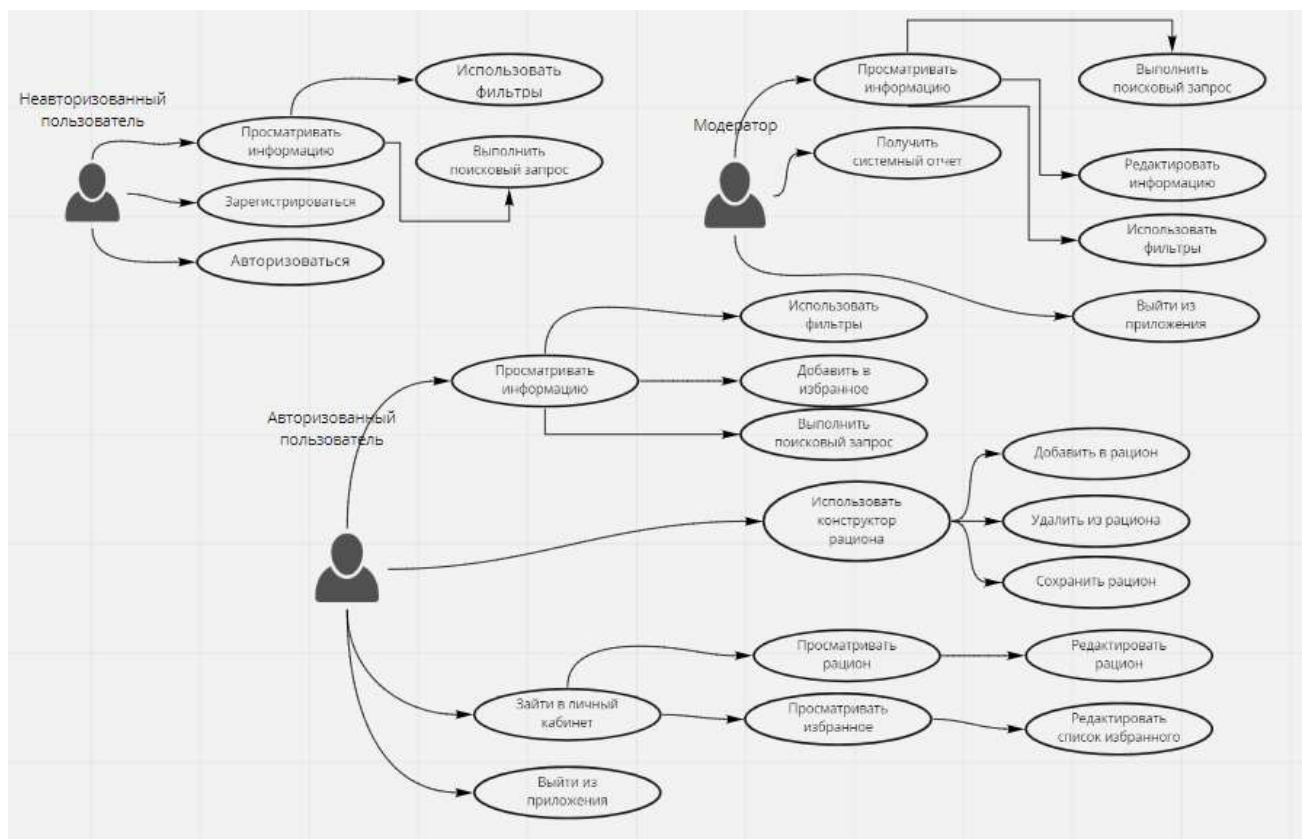 Неавторизованный
пользователь
Просматривать
информацию
Использовать
фильтры
Выполнить
поисковый запрос
Зарегистрироваться
Авторизоваться
Модератор
Просматривать
информацию
Выполнить
поисковый запрос
Получить
системный отчет
Редактировать
информацию
Использовать
фильтры
Выйти из
приложения
Авторизованный
пользователь
Просматривать
информацию
Использовать
фильтры
Добавить в
избранное
Выполнить
поисковый запрос
Использовать
конструктор
рациона
Добавить в рацион
Удалить из рациона
Сохранить рацион
Зайти в личный
кабинет
Просматривать
рацион
Редактировать
рацион
Просматривать
избранное
Редактировать
список избранного
Выйти из
приложения